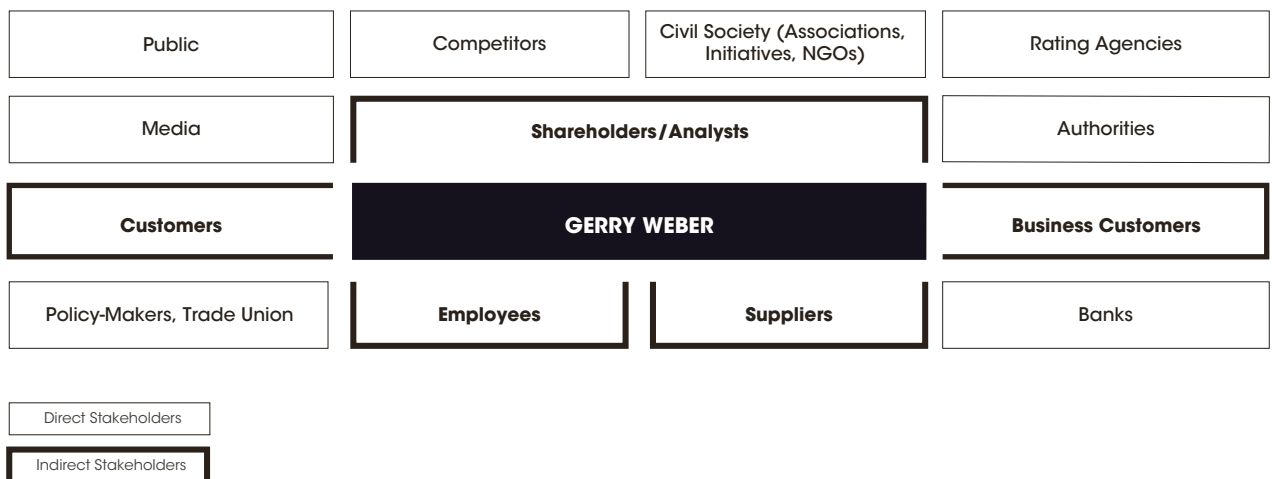 Public
Competitors
Civil Society (Associations,
Initiatives, NGOs)
Rating Agencies
Media
Shareholders/Analysts
Authorities
Customers
GERRY WEBER
Business Customers
Policy-Makers, Trade Union
Employees
Suppliers
Banks
Direct Stakeholders
Indirect Stakeholders